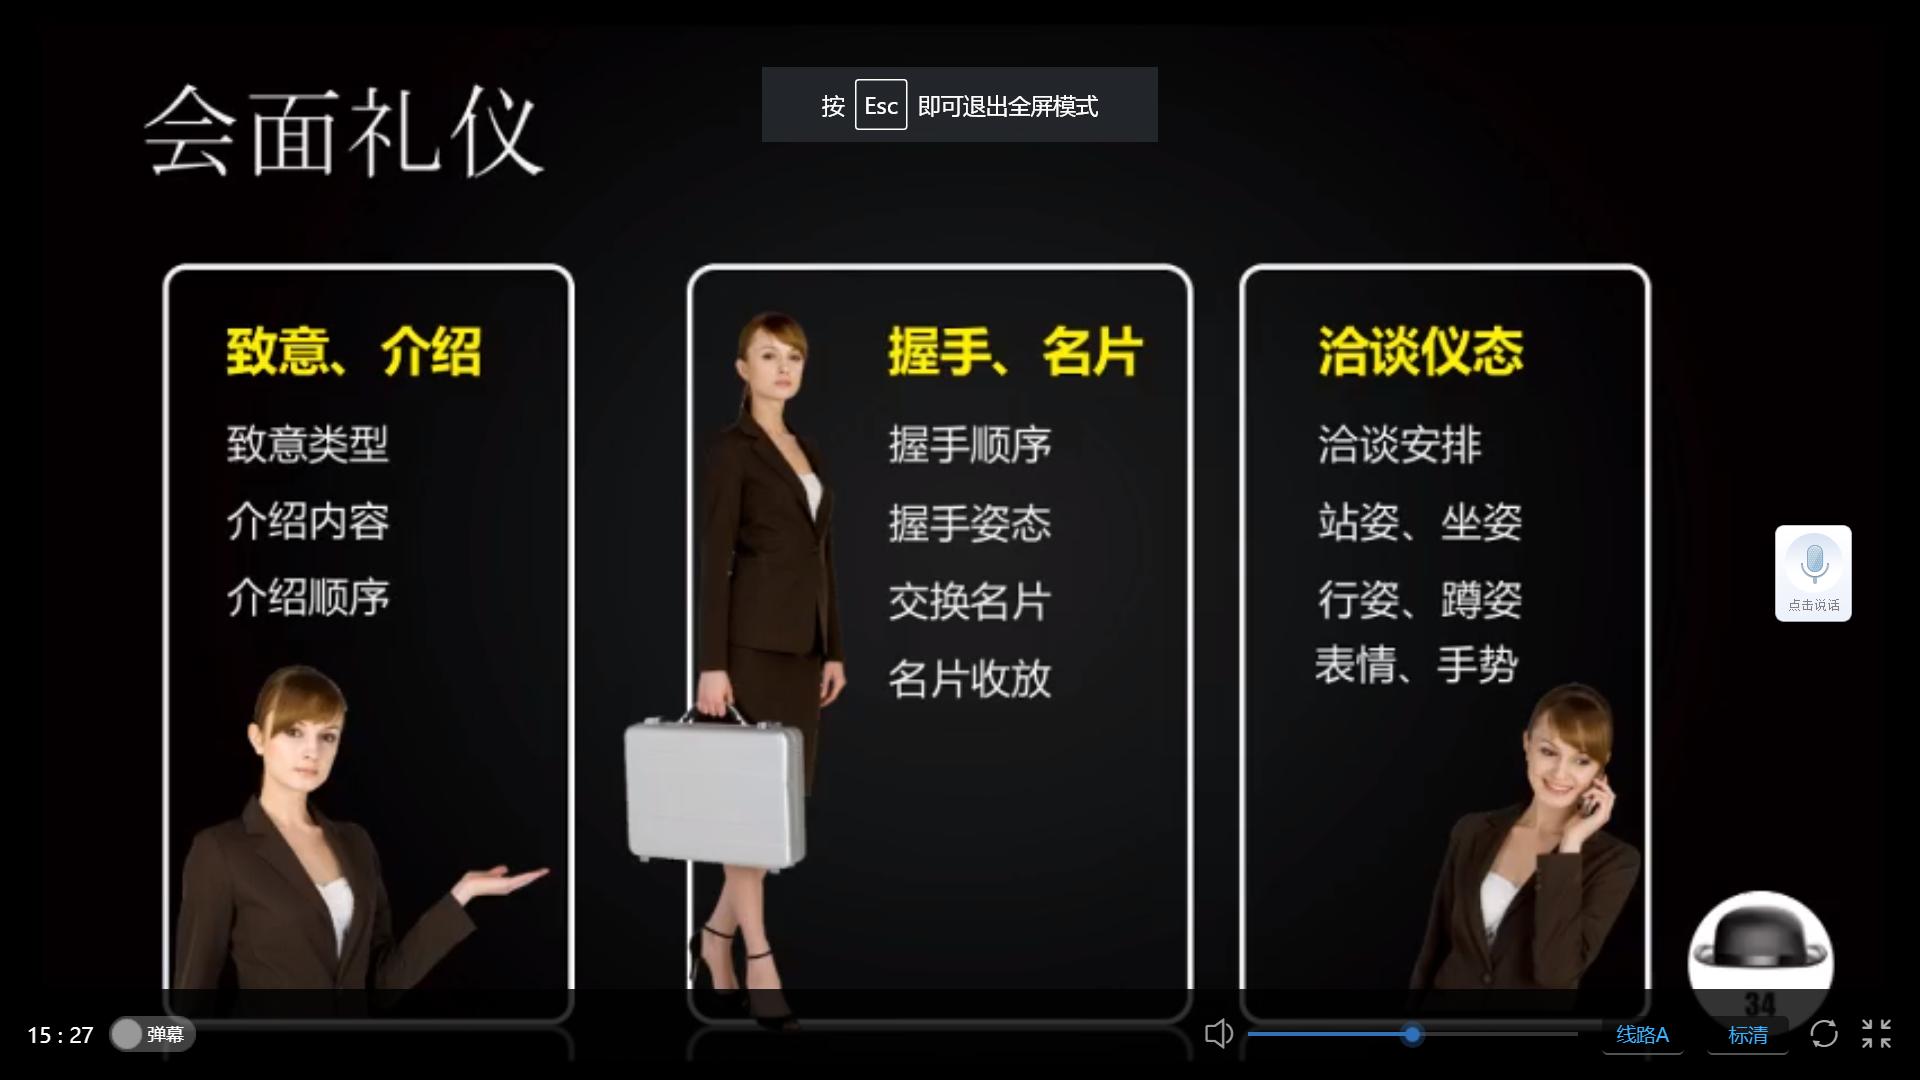 会面礼仪
按 Esc 即可退出全屏模式
致意、介绍
致意类型
介绍内容
介绍顺序
握手、名片
握手顺序
握手姿态
交换名片
名片收放
洽谈仪态
洽谈安排
站姿、坐姿
行姿、蹲姿
表情、手势
点击说话
34
15 : 27
弹幕
线路A
标清